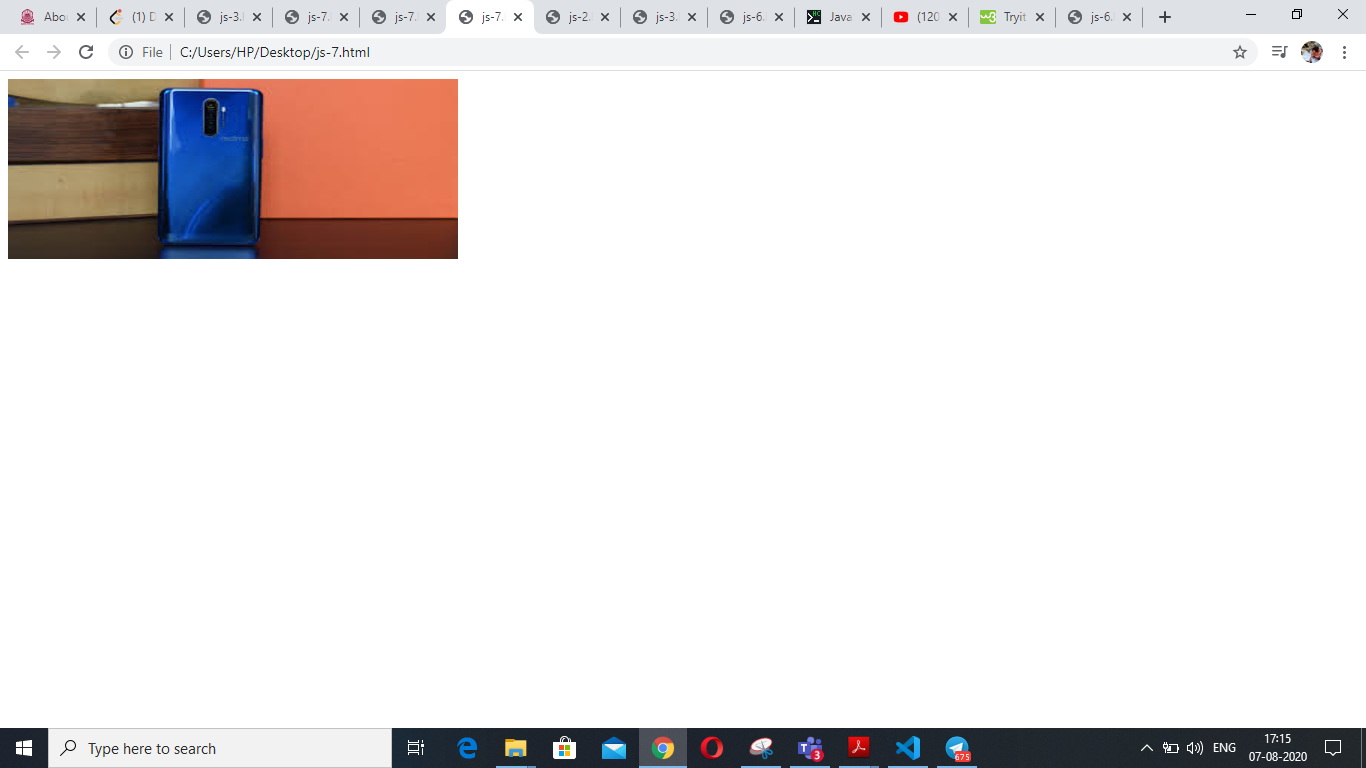 Abou
(1) D
js-3.
js-7.
js-7.
js-7.
js-2.
js-3.
js-6.
Java
(120
Tryit
js-6.
File C:/Users/HP/Desktop/js-7.html
realme
Type here to search
3
675
ENG
17:15
07-08-2020